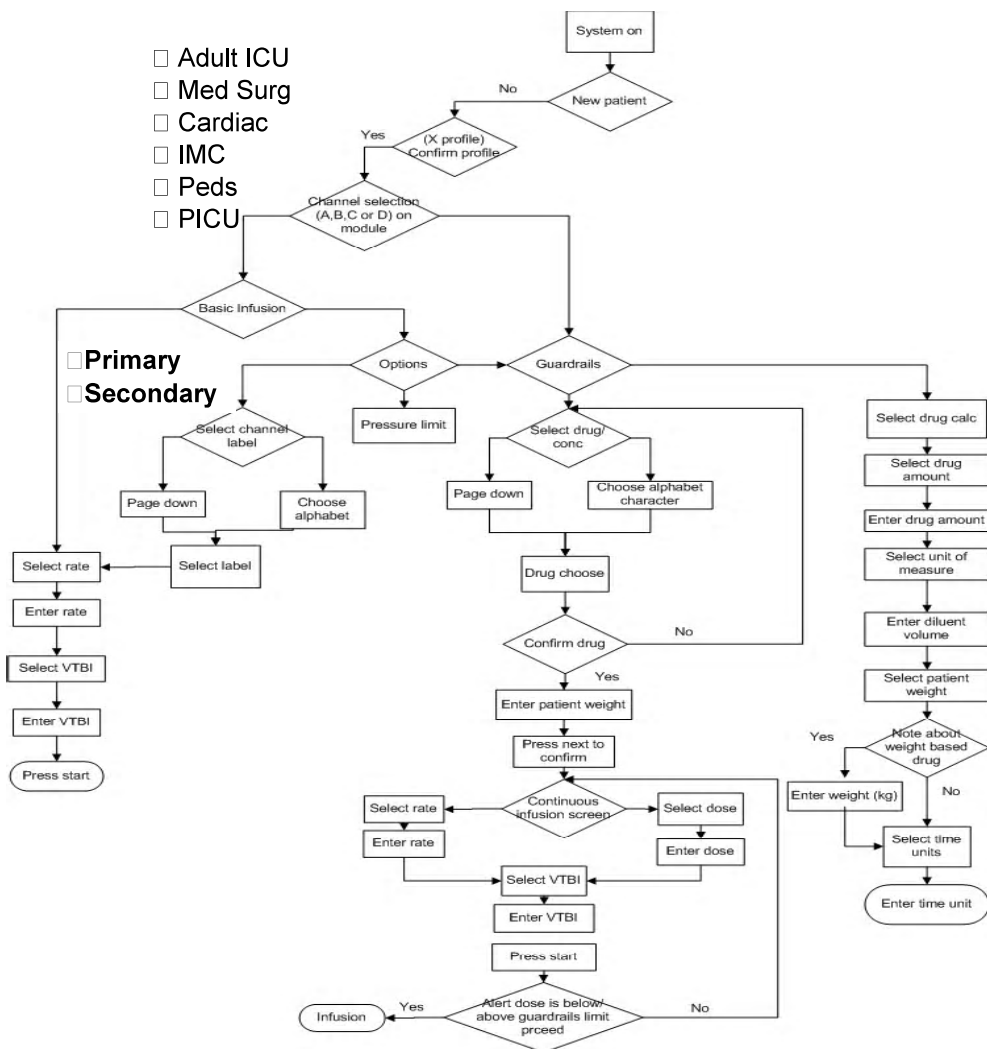 System on
□ Adult ICU
□ Med Surg
□ Cardiac
□ IMC
□ Peds
□ PICU
No
New patient
Yes
(X profile)
Confirm profile
Channel selection
(A,B,C or D) on
module
Basic Infusion
□Primary
□Secondary
Options
Guardrails
Select channel
label
Pressure limit
Select drug/
conc
Select drug calc
Select drug
amount
Page down
Choose
alphabet
Page down
Choose alphabet
character
Enter drug amount
Select rate
Select label
Drug choose
Select unit of
measure
Enter rate
Enter diluent
volume
Confirm drug
No
Select VTBI
Yes
Select patient
weight
Enter VTBI
Enter patient weight
Press start
Press next to
confirm
Yes
Note about
weight based
drug
No
Select rate
Continuous
infusion screen
Select dose
Enter weight (kg)
Enter rate
Enter dose
Select time
units
Select VTBI
Enter VTBI
Enter time unit
Press start
Infusion
Yes
Alert dose is below/
above guardrails limit
prceed
No